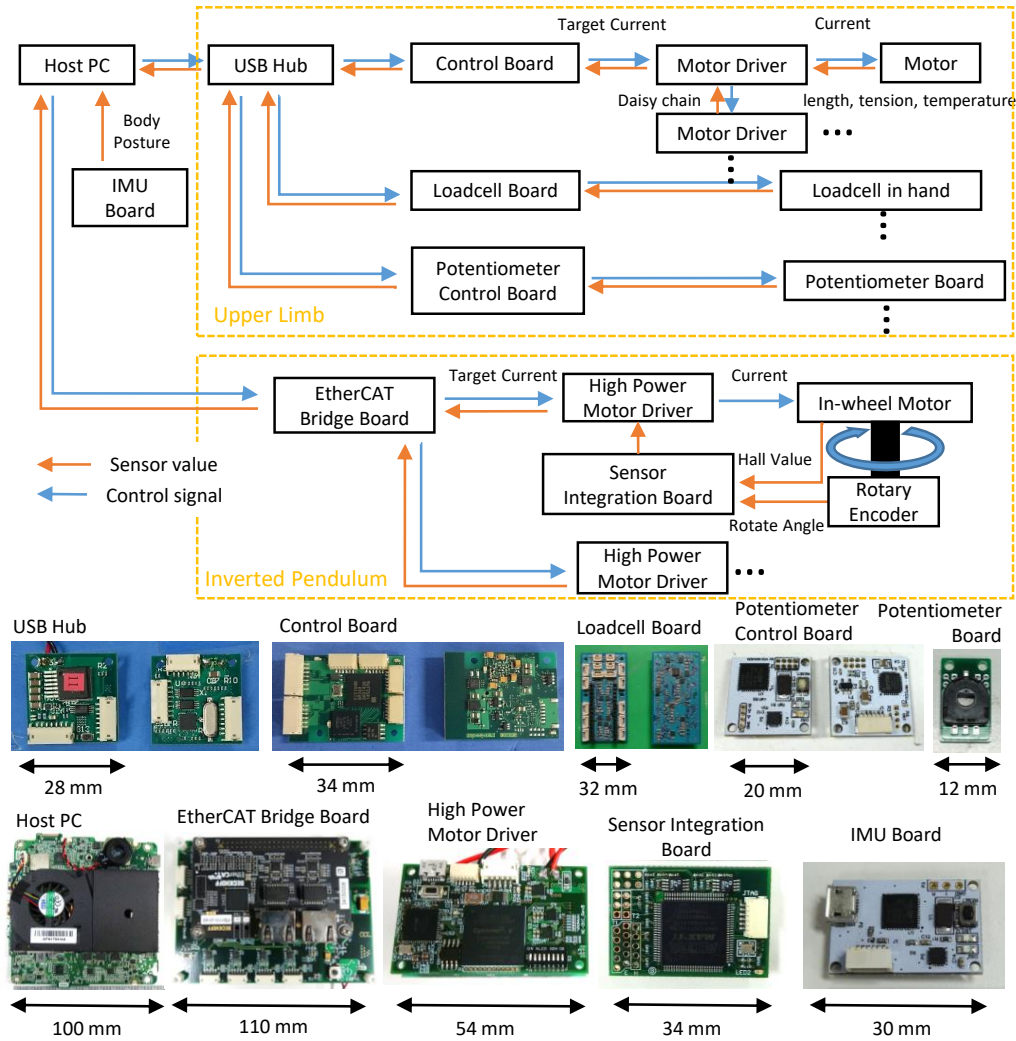 Target Current
Current
Host PC
USB Hub
Control Board
Motor Driver
Motor
Daisy chain
length, tension, temperature
Body
Posture
Motor Driver
IMU
Board
Loadcell Board
Loadcell in hand
Potentiometer
Control Board
Potentiometer Board
Upper Limb
EtherCAT
Bridge Board
Target Current
High Power
Motor Driver
Current
In-wheel Motor
Sensor value
Control signal
Sensor
Integration Board
Hall Value
Rotary
Encoder
Rotate Angle
High Power
Motor Driver
Inverted Pendulum
USB Hub
Control Board
Loadcell Board
Potentiometer
Control Board
Potentiometer
Board
28 mm
34 mm
32 mm
20 mm
12 mm
Host PC
EtherCAT Bridge Board
High Power
Motor Driver
Sensor Integration
Board
IMU Board
BECKHOFF
JTAG
LED2
100 mm
110 mm
54 mm
34 mm
30 mm